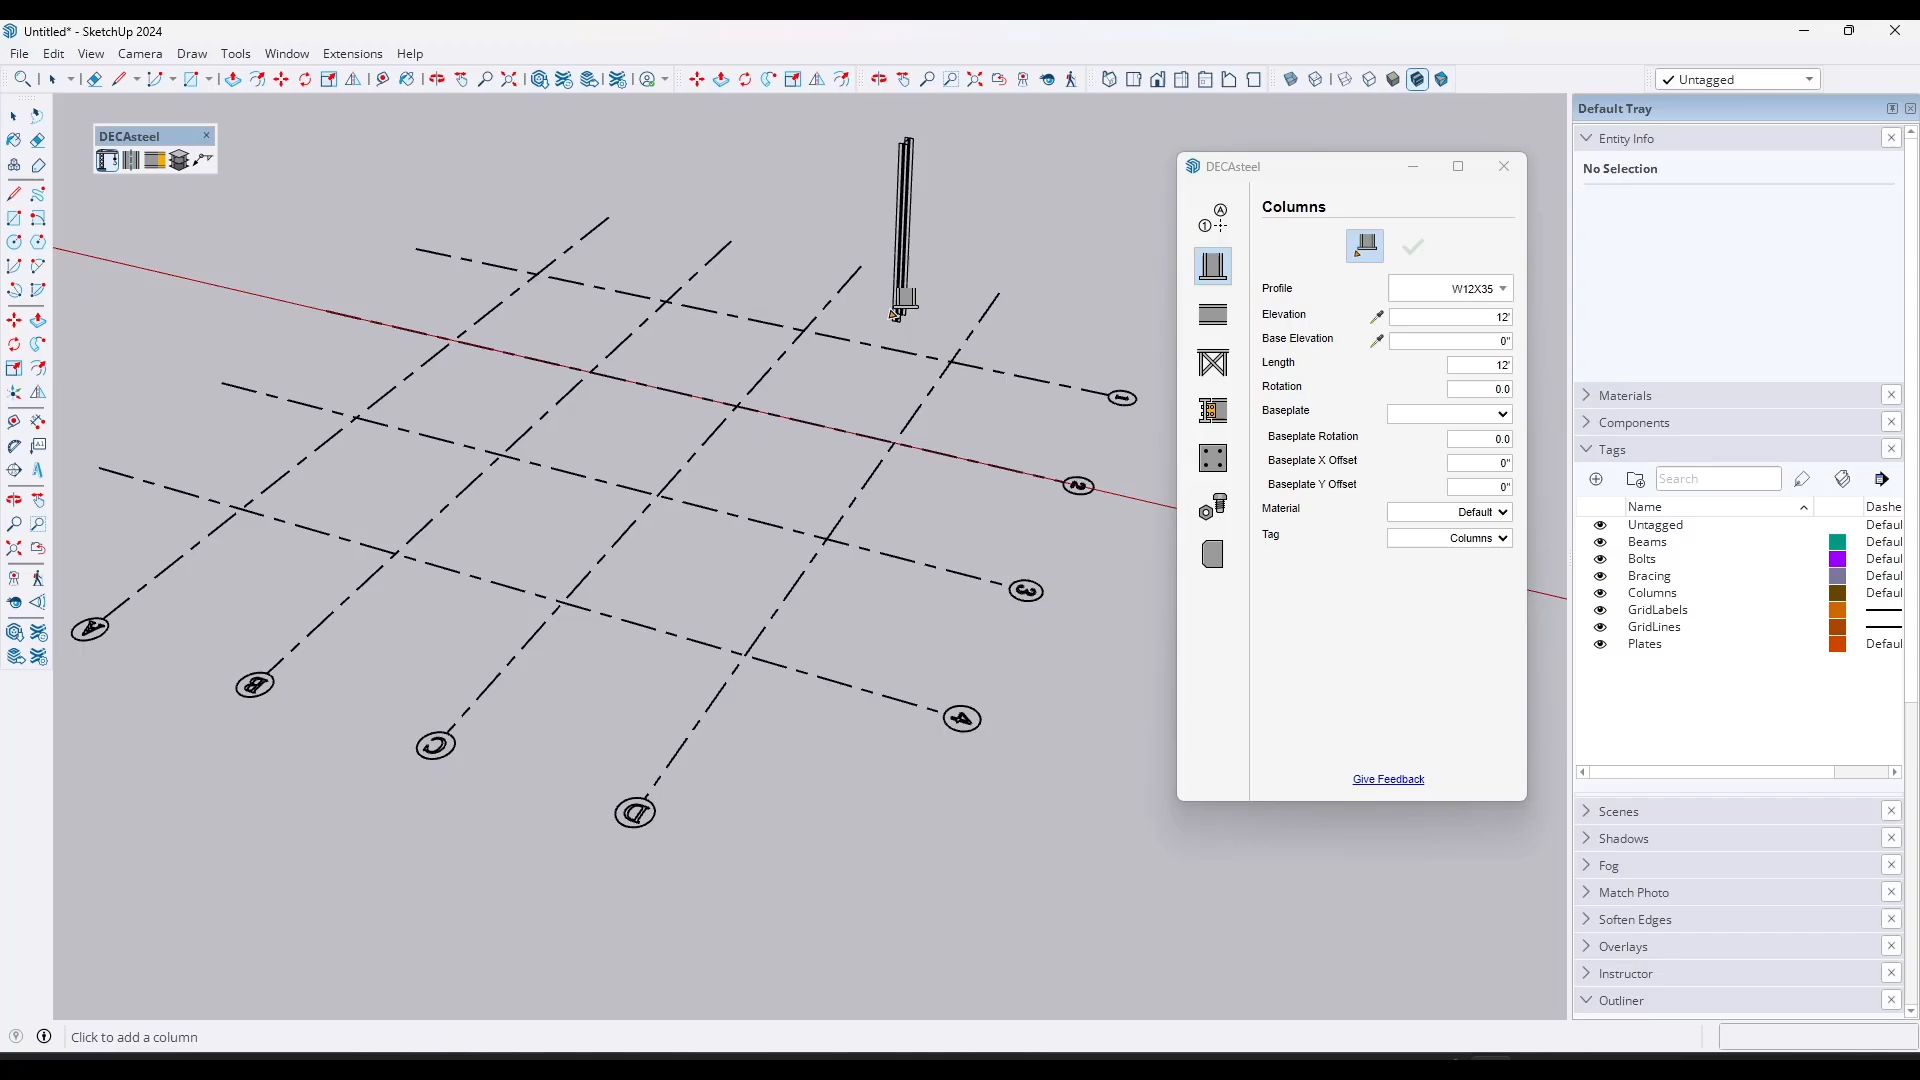 Untitled* - SketchUp 2024
File Edit View Camera Draw Tools Window Extensions Help
Untagged
DECAsteel
A
B
C
D
1
2
3
4
DECAsteel
Columns
Profile W12X35
Elevation 12'
Base Elevation 0"
Length 12'
Rotation 0.0
Baseplate
Baseplate Rotation 0.0
Baseplate X Offset 0"
Baseplate Y Offset 0"
Material Default
Tag Columns
Give Feedback
Default Tray
Entity Info
No Selection
Materials
Components
Tags
Search
Name Dashe
Untagged Defaul
Beams Defaul
Bolts Defaul
Bracing Defaul
Columns Defaul
GridLabels
GridLines
Plates Defaul
Scenes
Shadows
Fog
Match Photo
Soften Edges
Overlays
Instructor
Outliner
Click to add a column